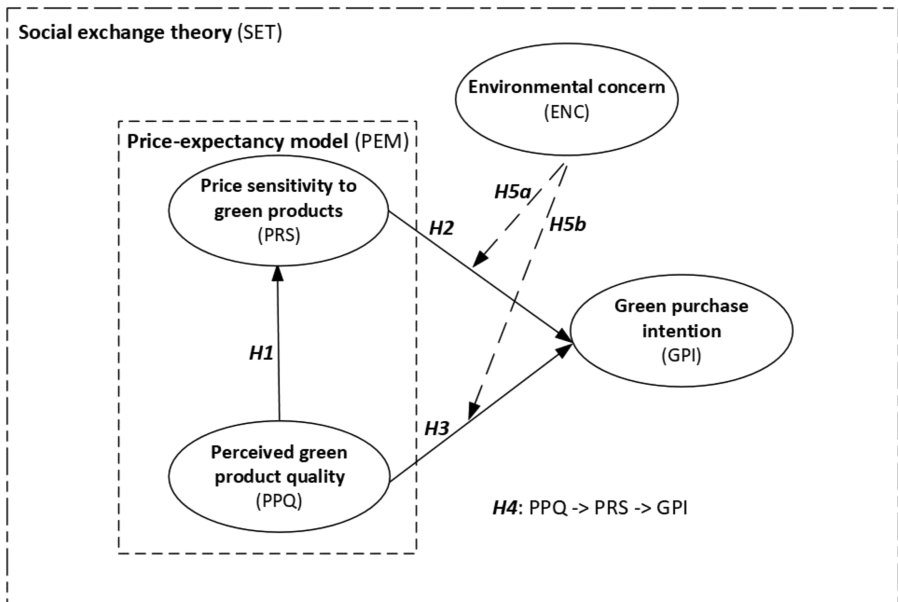 Social exchange theory (SET)
Environmental concern
(ENC)
Price-expectancy model (PEM)
Price sensitivity to
green products
(PRS)
H5a
H2
H5b
Green purchase
intention
(GPI)
H1
H3
Perceived green
product quality
(PPQ)
H4: PPQ -> PRS -> GPI